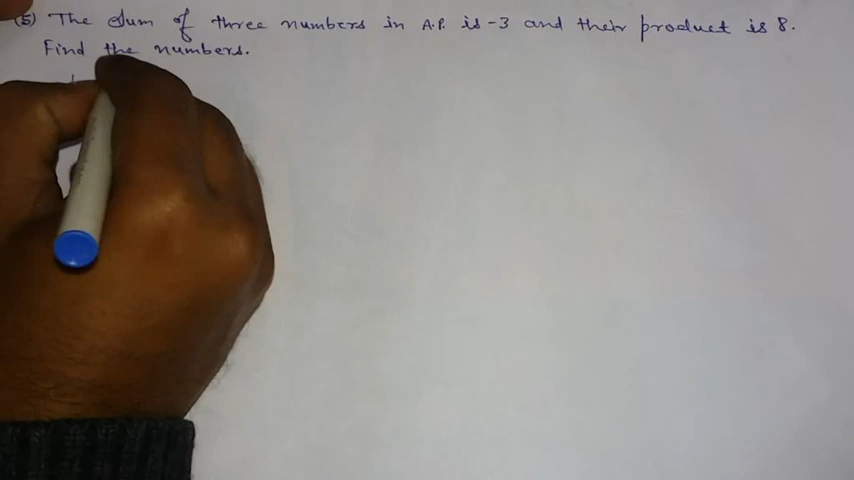 (5) The sum of three numbers in A.P. is -3 and their product is 8.
Find the numbers.